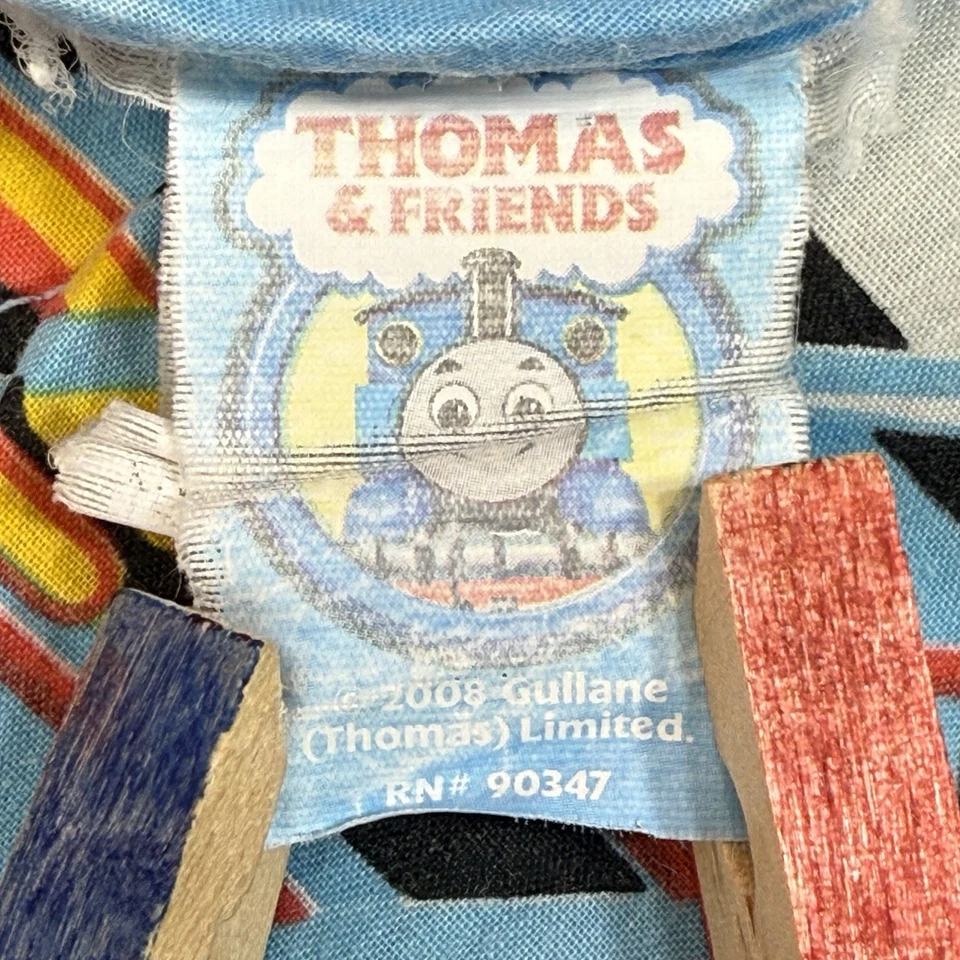 THOMAS
& FRIENDS
© 2008 Gullane
(Thomas) Limited.
RN# 90347